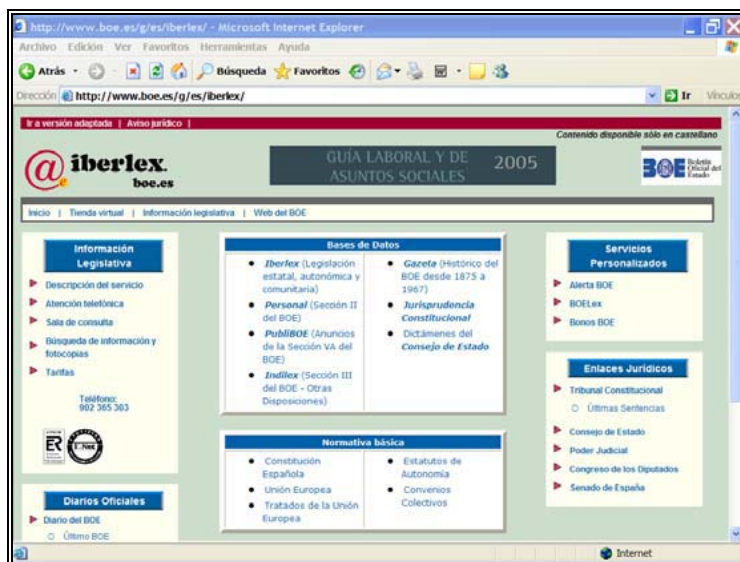 http://www.boe.es/g/es/iberlex/ - Microsoft Internet Explorer
Archivo Edición Ver Favoritos Herramientas Ayuda
Atrás Búsqueda Favoritos
Dirección http://www.boe.es/g/es/iberlex/ Ir Vínculos
Ir a versión adaptada | Aviso jurídico |
Contenido disponible sólo en castellano
@e iberlex.
boe.es
GUÍA LABORAL Y DE
ASUNTOS SOCIALES 2005
BOE Boletín
Oficial del
Estado
Inicio | Tienda virtual | Información legislativa | Web del BOE
Información
Legislativa
Descripción del servicio
Atención telefónica
Sala de consulta
Búsqueda de información y
fotocopias
Tarifas
Teléfono:
902 365 303
ER
Diarios Oficiales
Diario del BOE
Último BOE
Bases de Datos
Iberlex (Legislación
estatal, autonómica y
comunitaria)
Personal (Sección II
del BOE)
PubliBOE (Anuncios
de la Sección VA del
BOE)
Indilex (Sección III
del BOE - Otras
Disposiciones)
Gazeta (Histórico del
BOE desde 1875 a
1967)
Jurisprudencia
Constitucional
Dictámenes del
Consejo de Estado
Normativa básica
Constitución
Española
Unión Europea
Tratados de la Unión
Europea
Estatutos de
Autonomía
Convenios
Colectivos
Servicios
Personalizados
Alerta BOE
BOELex
Bonos BOE
Enlaces Jurídicos
Tribunal Constitucional
Últimas Sentencias
Consejo de Estado
Poder Judicial
Congreso de los Diputados
Senado de España
Internet